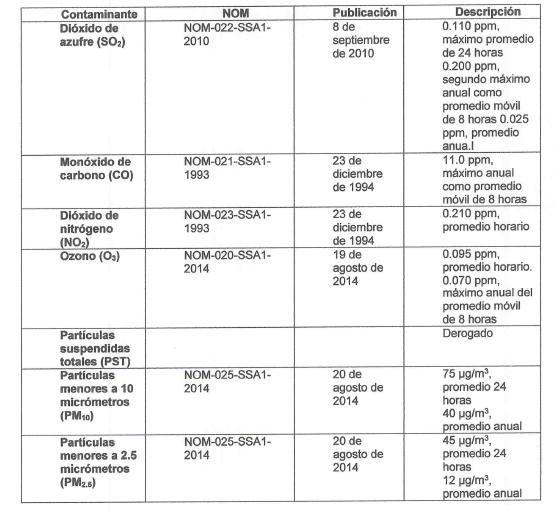 Contaminante NOM Publicación Descripción
Dióxido de NOM-022-SSA1- 8 de 0.110 ppm,
azufre (SO₂) 2010 septiembre máximo promedio
de 2010 de 24 horas
0.200 ppm,
segundo máximo
anual como
promedio móvil
de 8 horas 0.025
ppm, promedio
anua.l
Monóxido de NOM-021-SSA1- 23 de 11.0 ppm,
carbono (CO) 1993 diciembre máximo anual
de 1994 como promedio
móvil de 8 horas
Dióxido de NOM-023-SSA1- 23 de 0.210 ppm,
nitrógeno 1993 diciembre promedio horario
(NO₂) de 1994
Ozono (O₃) NOM-020-SSA1- 19 de 0.095 ppm,
2014 agosto de promedio horario.
2014 0.070 ppm,
máximo anual del
promedio móvil
de 8 horas
Partículas Derogado
suspendidas
totales (PST)
Partículas NOM-025-SSA1- 20 de 75 µg/m³,
menores a 10 2014 agosto de promedio 24
micrómetros 2014 horas
(PM₁₀) 40 µg/m³,
promedio anual
Partículas NOM-025-SSA1- 20 de 45 µg/m³,
menores a 2.5 2014 agosto de promedio 24
micrómetros 2014 horas
(PM₂.₅) 12 µg/m³,
promedio anual